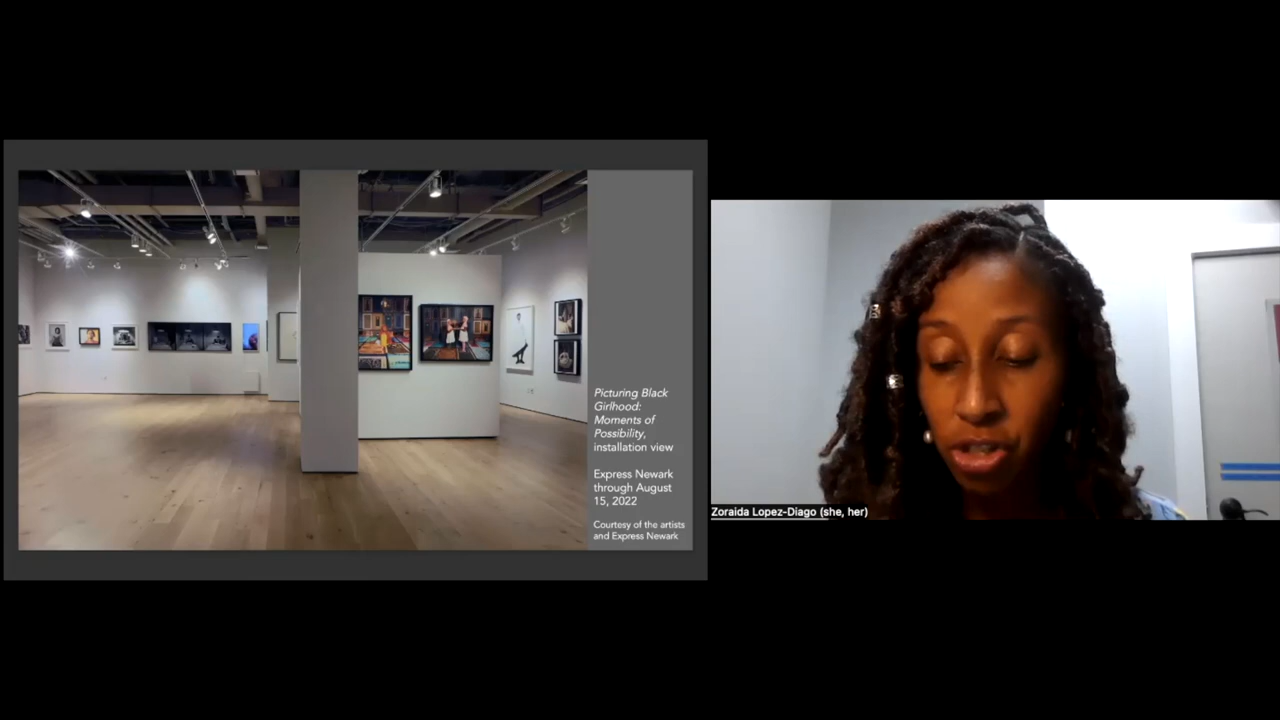 Picturing Black
Girlhood:
Moments of
Possibility,
installation view
Express Newark
through August
15, 2022
Courtesy of the artists
and Express Newark
Zoraida Lopez-Diago (she, her)